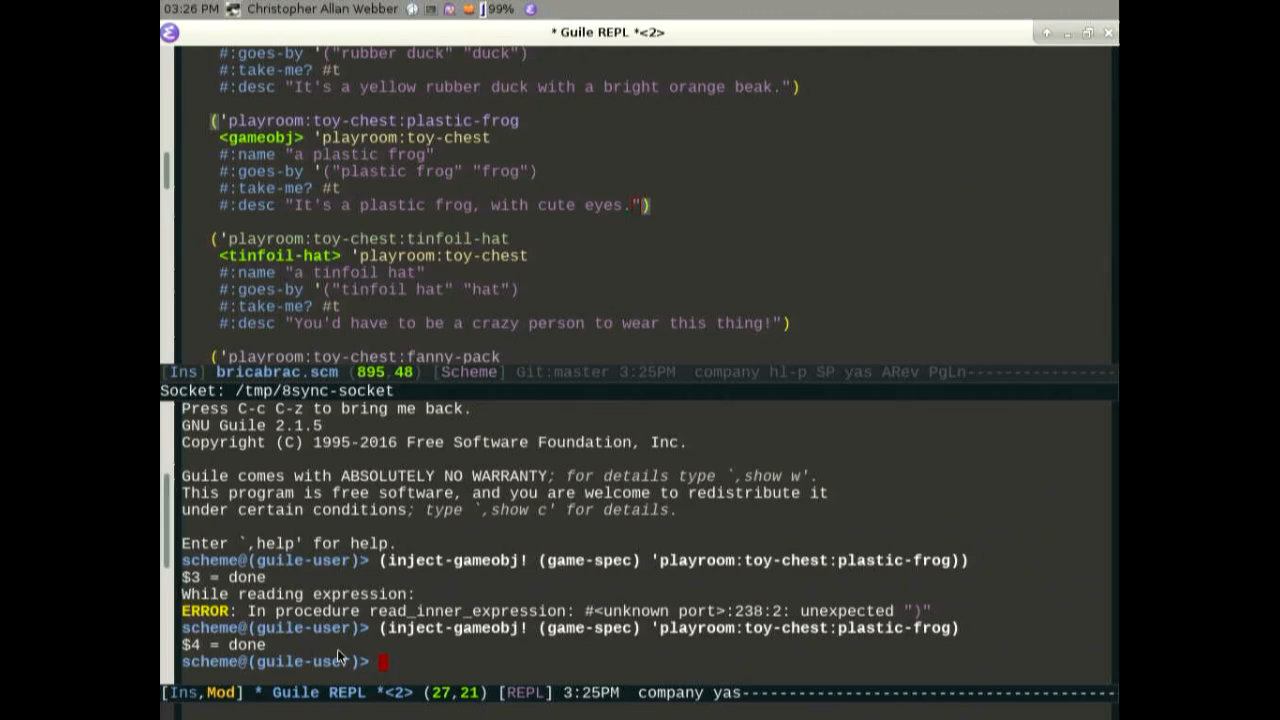 03:26 PM Christopher Allan Webber 99%
* Guile REPL *<2>
#:goes-by '("rubber duck" "duck")
#:take-me? #t
#:desc "It's a yellow rubber duck with a bright orange beak.")
('playroom:toy-chest:plastic-frog
<gameobj> 'playroom:toy-chest
#:name "a plastic frog"
#:goes-by '("plastic frog" "frog")
#:take-me? #t
#:desc "It's a plastic frog, with cute eyes.")
('playroom:toy-chest:tinfoil-hat
<tinfoil-hat> 'playroom:toy-chest
#:name "a tinfoil hat"
#:goes-by '("tinfoil hat" "hat")
#:take-me? #t
#:desc "You'd have to be a crazy person to wear this thing!")
('playroom:toy-chest:fanny-pack
[Ins] bricabrac.scm (895,48) [Scheme] Git:master 3:25PM company hl-p SP yas ARev PgLn----------------
Socket: /tmp/8sync-socket
Press C-c C-z to bring me back.
GNU Guile 2.1.5
Copyright (C) 1995-2016 Free Software Foundation, Inc.
Guile comes with ABSOLUTELY NO WARRANTY; for details type `,show w'.
This program is free software, and you are welcome to redistribute it
under certain conditions; type `,show c' for details.
Enter `,help' for help.
scheme@(guile-user)> (inject-gameobj! (game-spec) 'playroom:toy-chest:plastic-frog))
$3 = done
While reading expression:
ERROR: In procedure read_inner_expression: #<unknown port>:238:2: unexpected ")"
scheme@(guile-user)> (inject-gameobj! (game-spec) 'playroom:toy-chest:plastic-frog)
$4 = done
scheme@(guile-user)>
[Ins,Mod] * Guile REPL *<2> (27,21) [REPL] 3:25PM company yas----------------------------------------